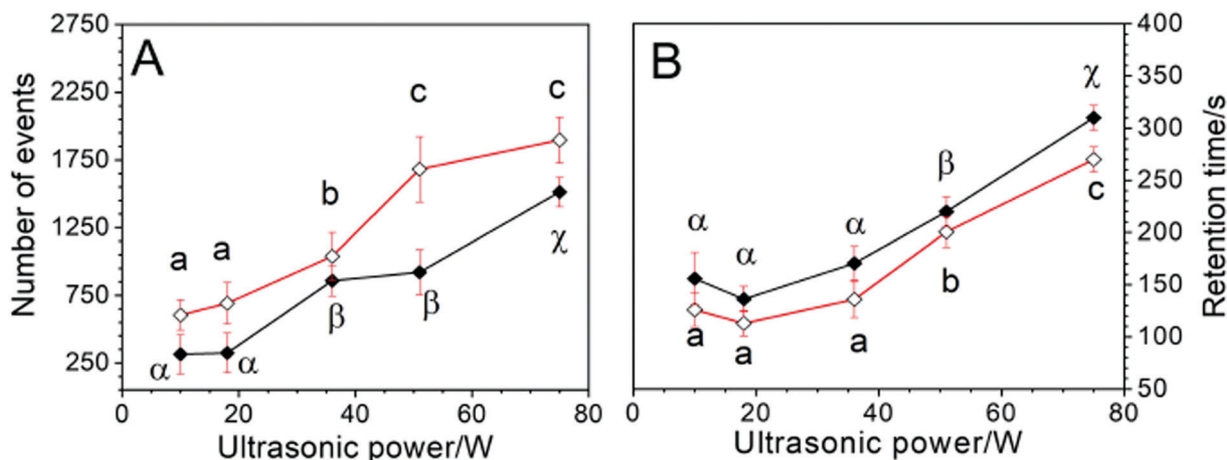 A
Number of events
2750
2250
1750
1250
750
250
0
20
40
60
80
Ultrasonic power/W
a
a
b
c
c
α
α
β
β
χ
B
α
α
α
β
χ
a
a
a
b
c
0
20
40
60
80
Ultrasonic power/W
400
350
300
250
200
150
100
50
Retention time/s